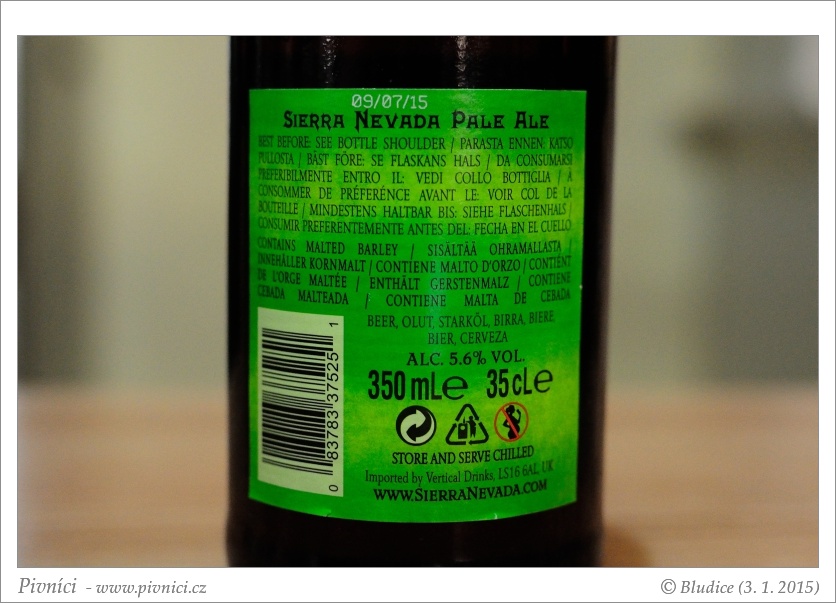 09/07/15
SIERRA NEVADA PALE ALE
BEST BEFORE: SEE BOTTLE SHOULDER / PARASTA ENNEN: KATSO
PULLOSTA / BÄST FÖRE: SE FLASKANS HALS / DA CONSUMARSI
PREFERIBILMENTE ENTRO IL: VEDI COLLO BOTTIGLIA / À
CONSOMMER DE PRÉFÉRÉNCE AVANT LE: VOIR COL DE LA
BOUTEILLE / MINDESTENS HALTBAR BIS: SIEHE FLASCHENHALS /
CONSUMIR PREFERENTEMENTE ANTES DEL: FECHA EN EL CUELLO
CONTAINS MALTED BARLEY / SISÄLTÄÄ OHRAMALLASTA /
INNEHÅLLER KORNMALT / CONTIENE MALTO D'ORZO / CONTIENT
DE L'ORGE MALTÉE / ENTHÄLT GERSTENMALZ / CONTIENE
CEBADA MALTEADA / CONTIENE MALTA DE CEBADA
BEER, OLUT, STARKÖL, BIRRA, BIERE,
BIER, CERVEZA
ALC. 5.6% VOL.
350 mL℮ 35 cL℮
0 83783 37525 1
STORE AND SERVE CHILLED
Imported by Vertical Drinks, LS16 6AL, UK
WWW.SIERRANEVADA.COM
Pivníci - www.pivnici.cz
© Bludice (3. 1. 2015)